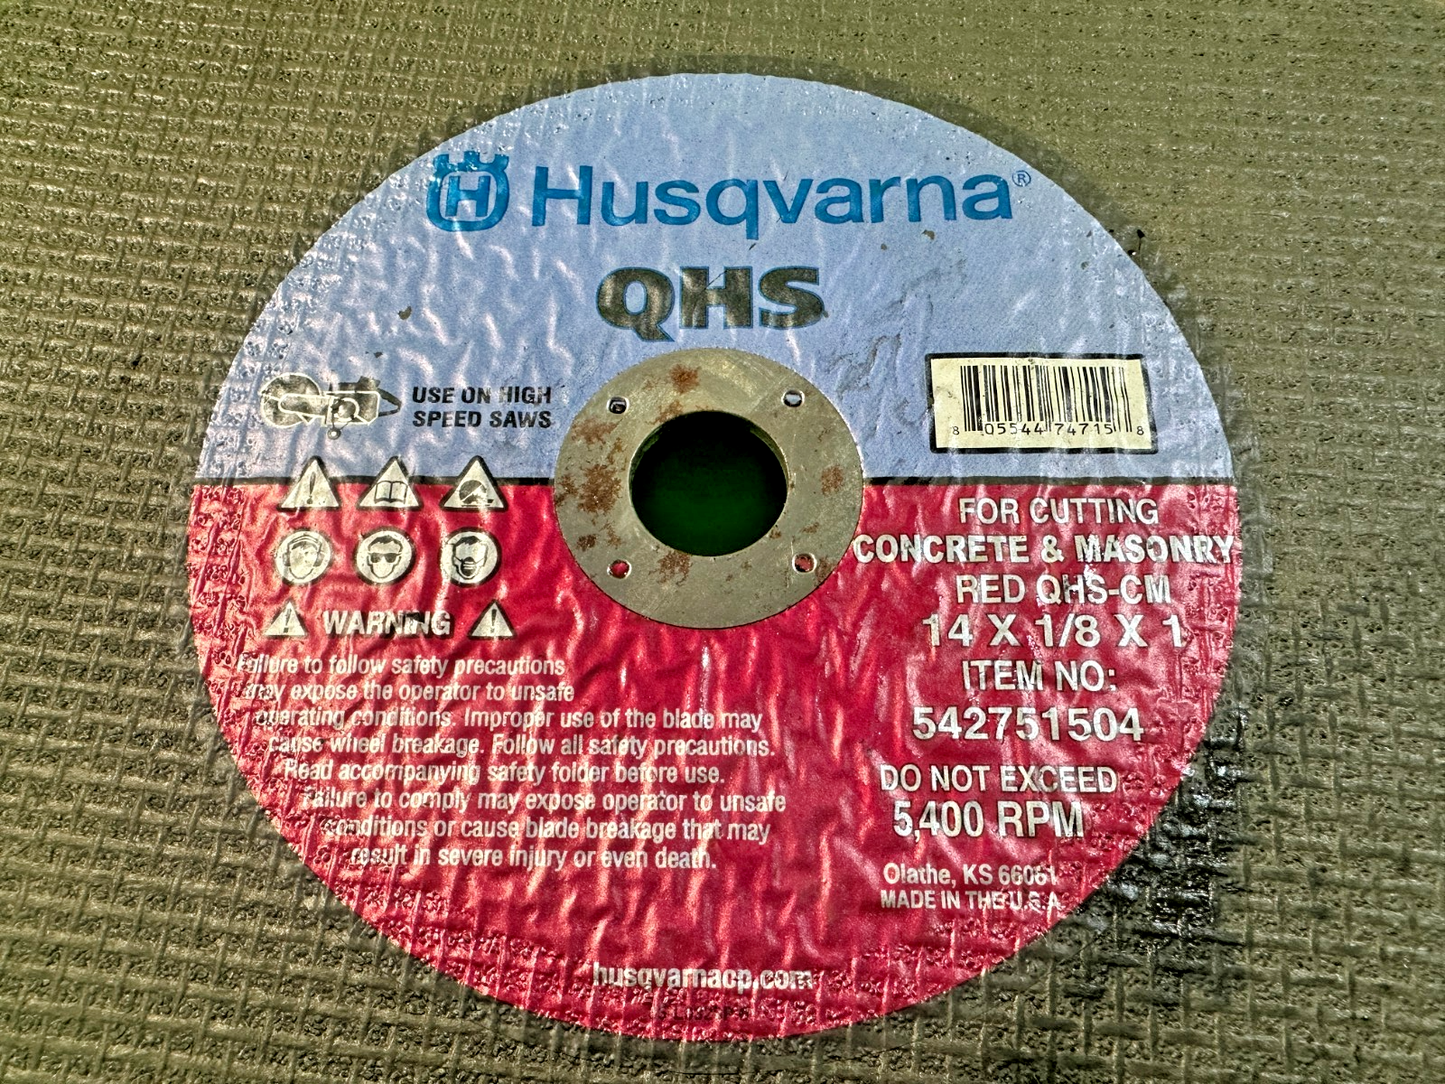 Husqvarna®
QHS
USE ON HIGH
SPEED SAWS
8 05544 74715 8
WARNING
Failure to follow safety precautions
may expose the operator to unsafe
operating conditions. Improper use of the blade may
cause wheel breakage. Follow all safety precautions.
Read accompanying safety folder before use.
Failure to comply may expose operator to unsafe
conditions or cause blade breakage that may
result in severe injury or even death.
FOR CUTTING
CONCRETE & MASONRY
RED QHS-CM
14 X 1/8 X 1
ITEM NO:
542751504
DO NOT EXCEED
5,400 RPM
Olathe, KS 66061
MADE IN THE U.S.A.
husqvarnacp.com